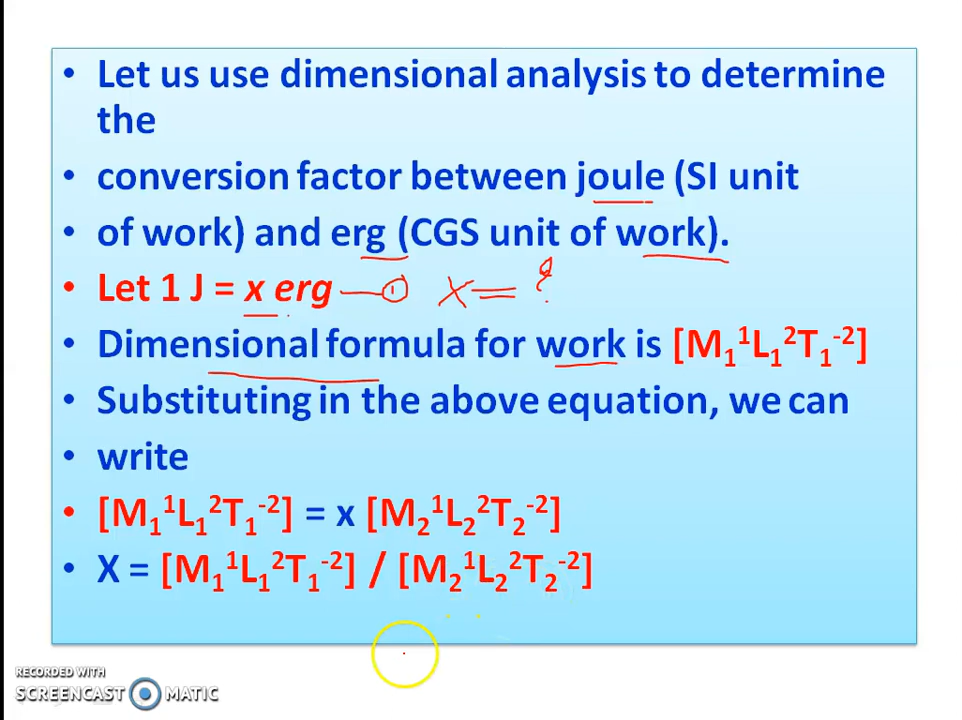 • Let us use dimensional analysis to determine
the
• conversion factor between joule (SI unit
• of work) and erg (CGS unit of work).
• Let 1 J = x erg —① x = ?
• Dimensional formula for work is [M₁¹L₁²T₁⁻²]
• Substituting in the above equation, we can
• write
• [M₁¹L₁²T₁⁻²] = x [M₂¹L₂²T₂⁻²]
• X = [M₁¹L₁²T₁⁻²] / [M₂¹L₂²T₂⁻²]
RECORDED WITH
SCREENCAST MATIC